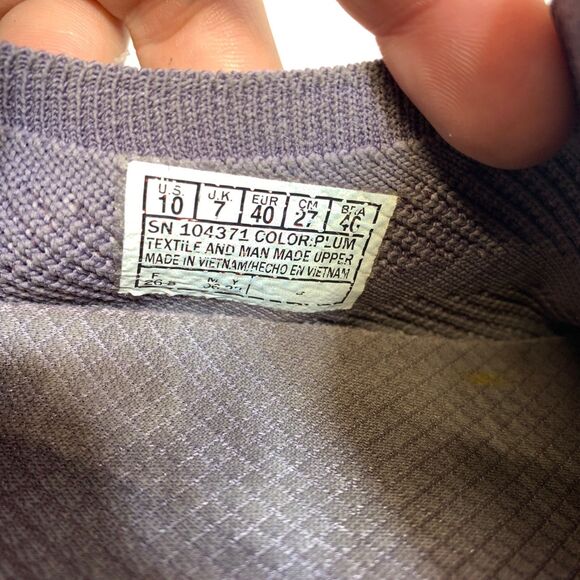 U.S. U.K. EUR CM BRA
10 7 40 27
SN 104371 COLOR:PLUM
TEXTILE AND MAN MADE UPPER
MADE IN VIETNAM/HECHO EN VIETNAM